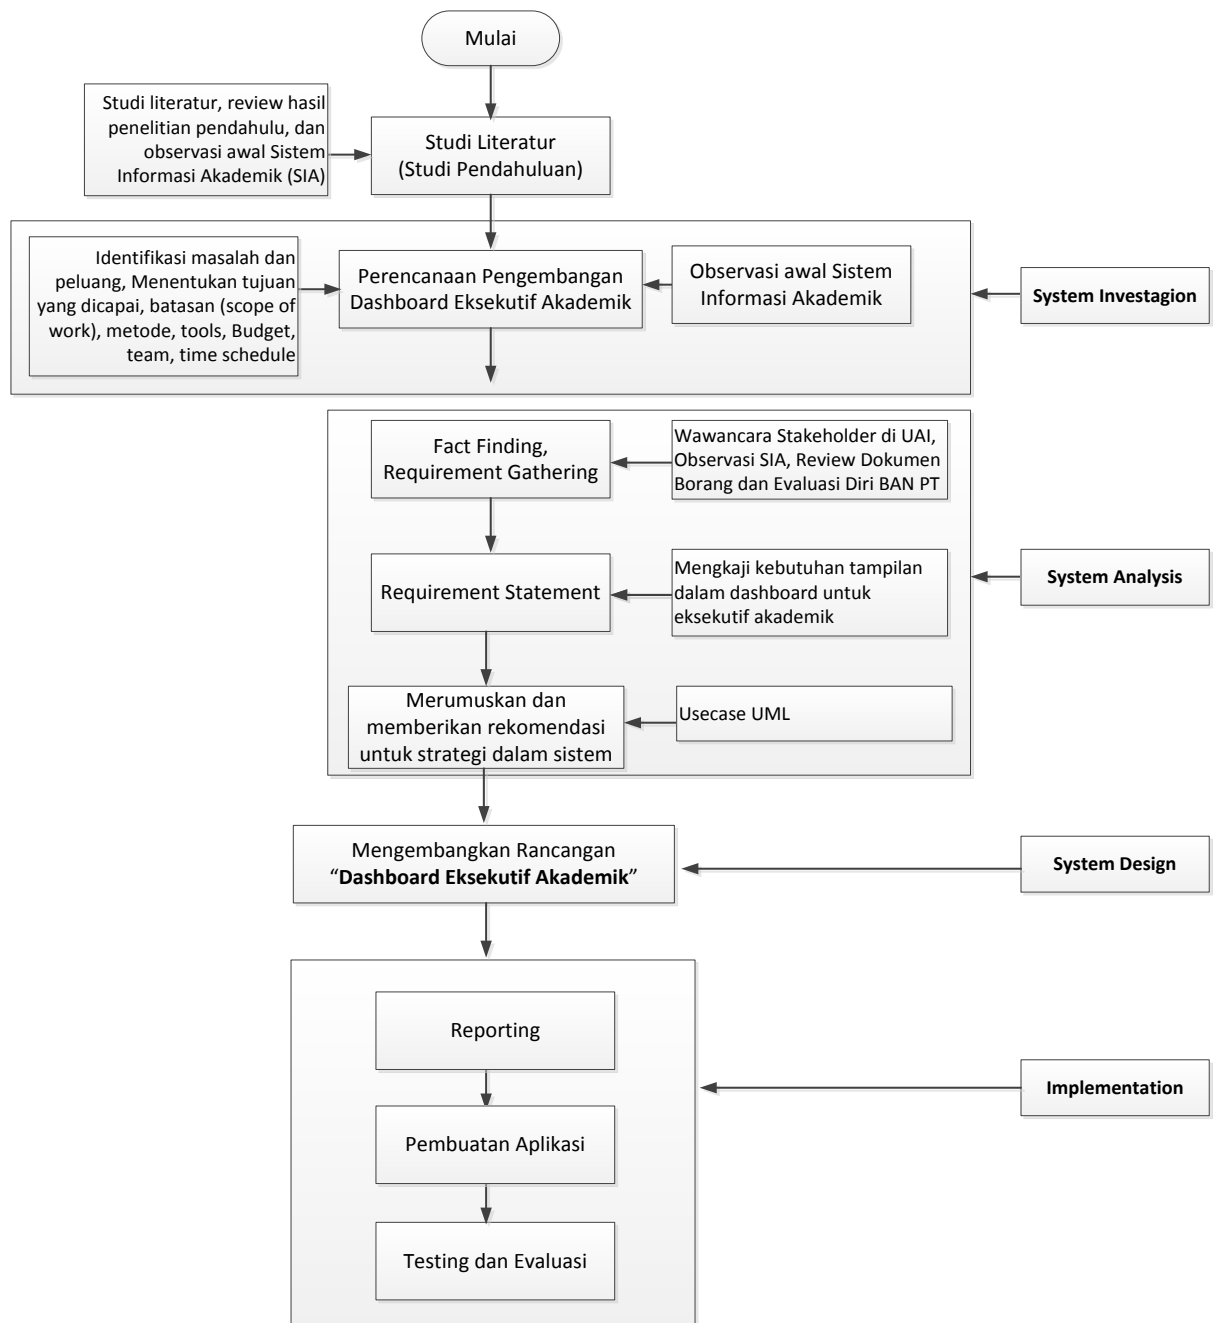 Mulai
Studi literatur, review hasil
penelitian pendahulu, dan
observasi awal Sistem
Informasi Akademik (SIA)
Studi Literatur
(Studi Pendahuluan)
Identifikasi masalah dan
peluang, Menentukan tujuan
yang dicapai, batasan (scope of
work), metode, tools, Budget,
team, time schedule
Perencanaan Pengembangan
Dashboard Eksekutif Akademik
Observasi awal Sistem
Informasi Akademik
System Investagion
Fact Finding,
Requirement Gathering
Wawancara Stakeholder di UAI,
Observasi SIA, Review Dokumen
Borang dan Evaluasi Diri BAN PT
Requirement Statement
Mengkaji kebutuhan tampilan
dalam dashboard untuk
eksekutif akademik
System Analysis
Merumuskan dan
memberikan rekomendasi
untuk strategi dalam sistem
Usecase UML
Mengembangkan Rancangan
“Dashboard Eksekutif Akademik”
System Design
Reporting
Implementation
Pembuatan Aplikasi
Testing dan Evaluasi